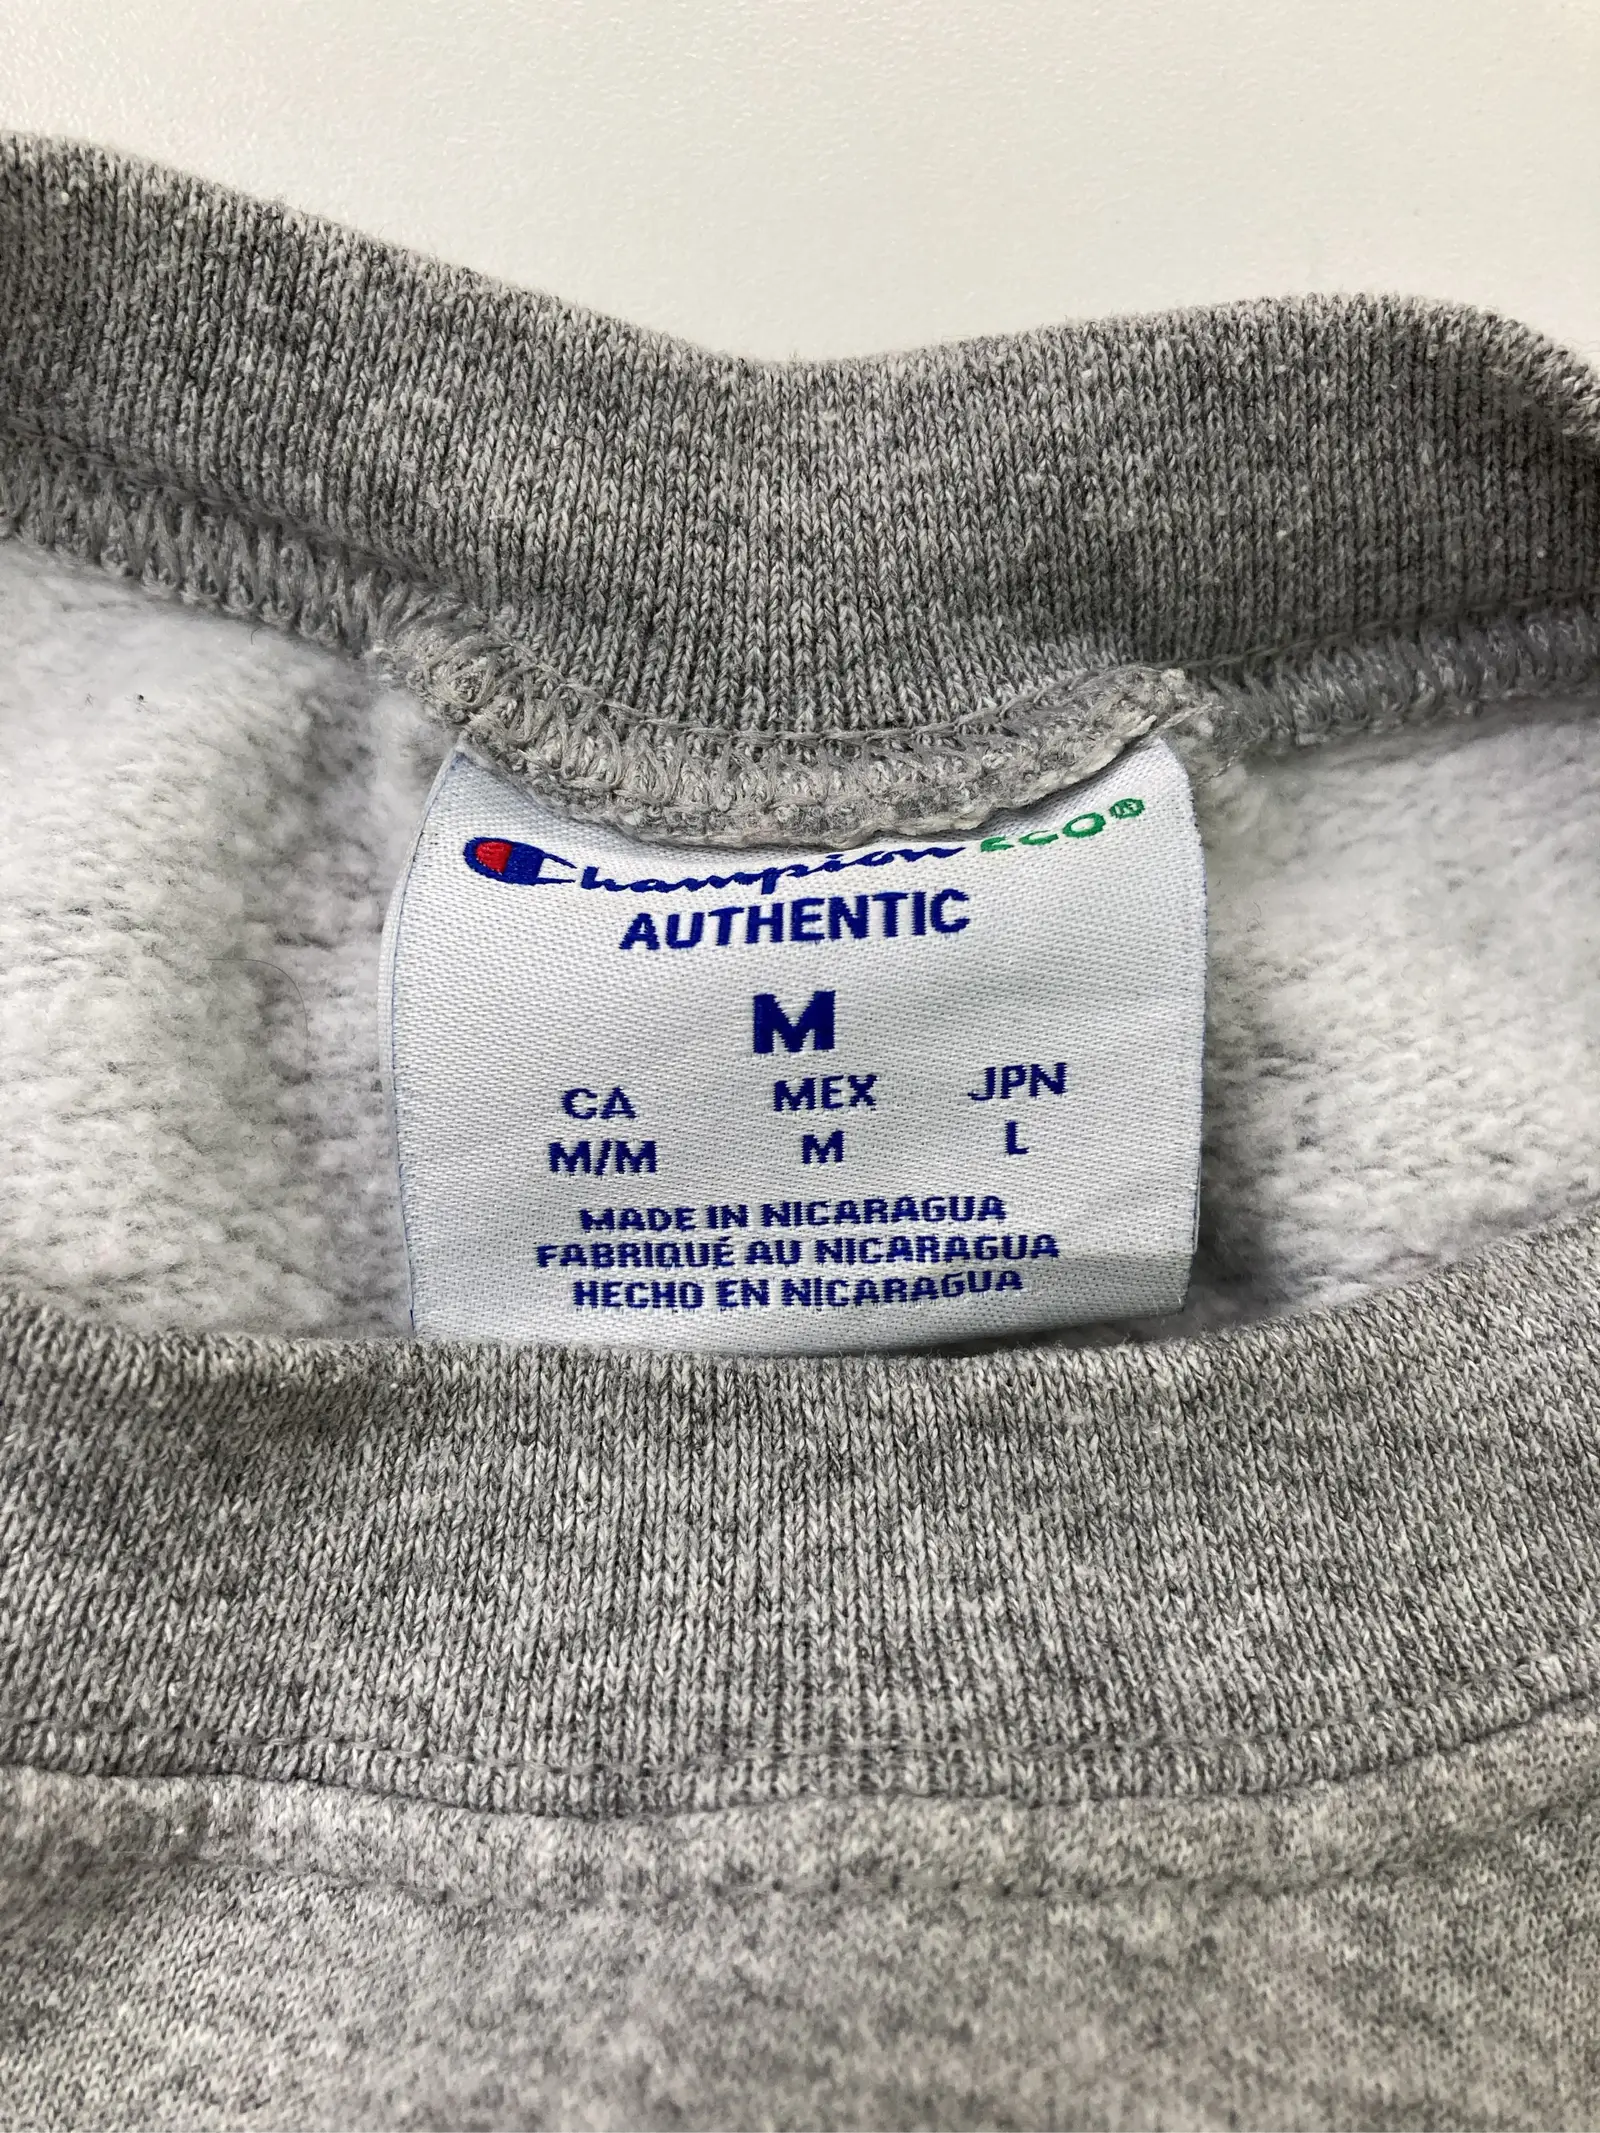 Champion ECO®
AUTHENTIC
M
CA MEX JPN
M/M M L
MADE IN NICARAGUA
FABRIQUÉ AU NICARAGUA
HECHO EN NICARAGUA